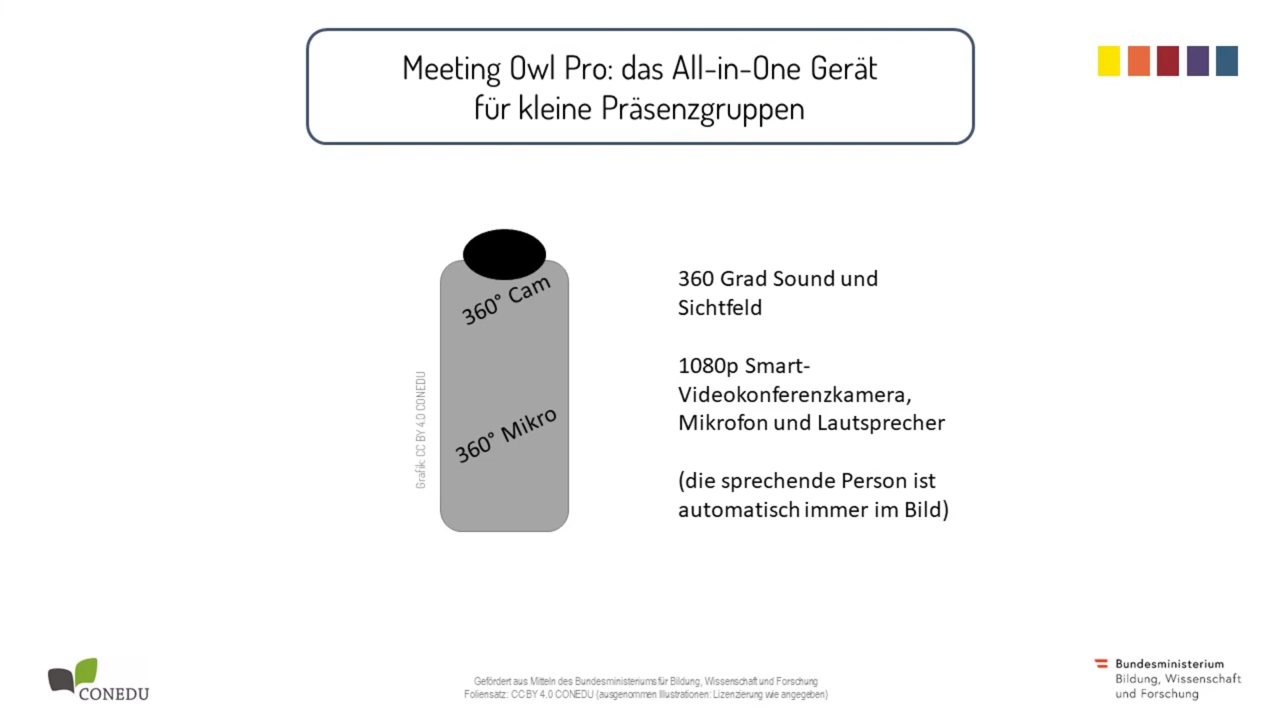 Meeting Owl Pro: das All-in-One Gerät
für kleine Präsenzgruppen
360° Cam
360° Mikro
Grafik: CC BY 4.0 CONEDU
360 Grad Sound und
Sichtfeld
1080p Smart-
Videokonferenzkamera,
Mikrofon und Lautsprecher
(die sprechende Person ist
automatisch immer im Bild)
CONEDU
Gefördert aus Mitteln des Bundesministeriums für Bildung, Wissenschaft und Forschung
Foliensatz: CC BY 4.0 CONEDU (ausgenommen Illustrationen: Lizenzierung wie angegeben)
Bundesministerium
Bildung, Wissenschaft
und Forschung